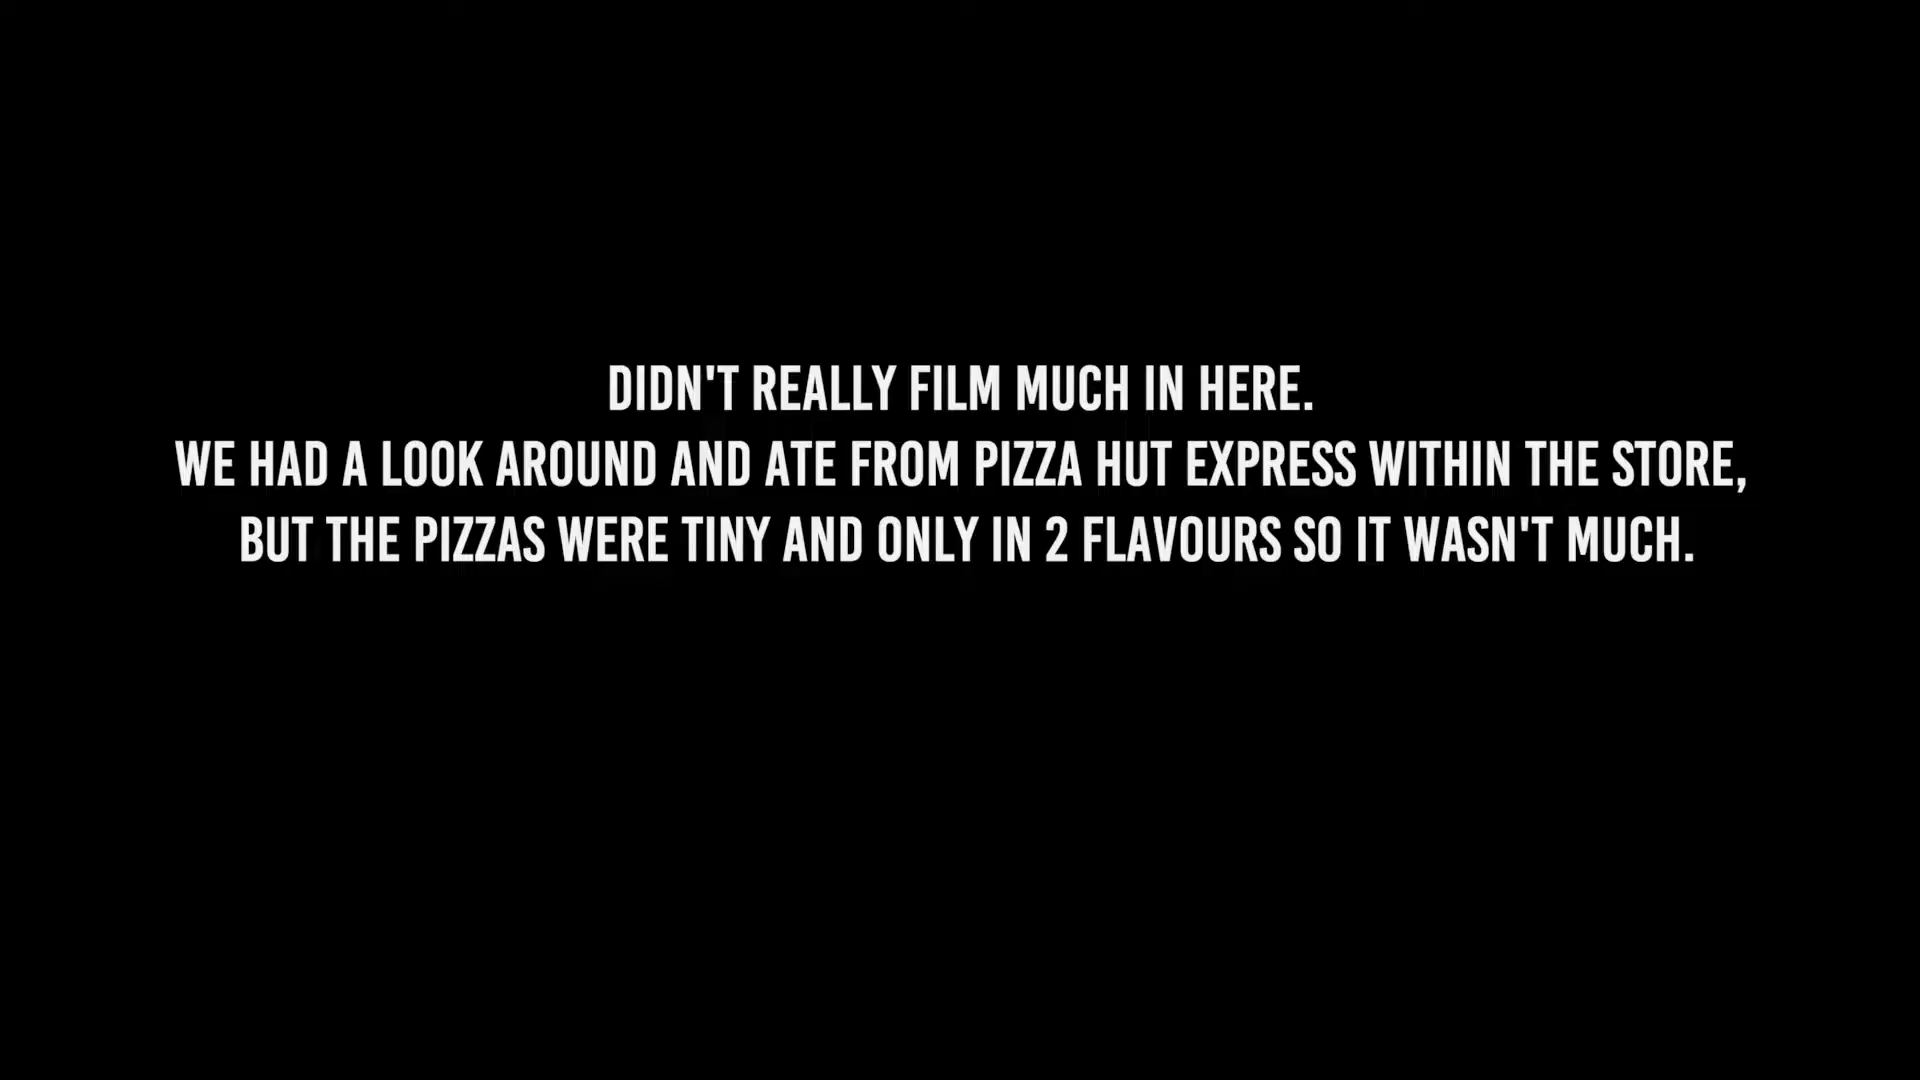 DIDN'T REALLY FILM MUCH IN HERE.
WE HAD A LOOK AROUND AND ATE FROM PIZZA HUT EXPRESS WITHIN THE STORE,
BUT THE PIZZAS WERE TINY AND ONLY IN 2 FLAVOURS SO IT WASN'T MUCH.